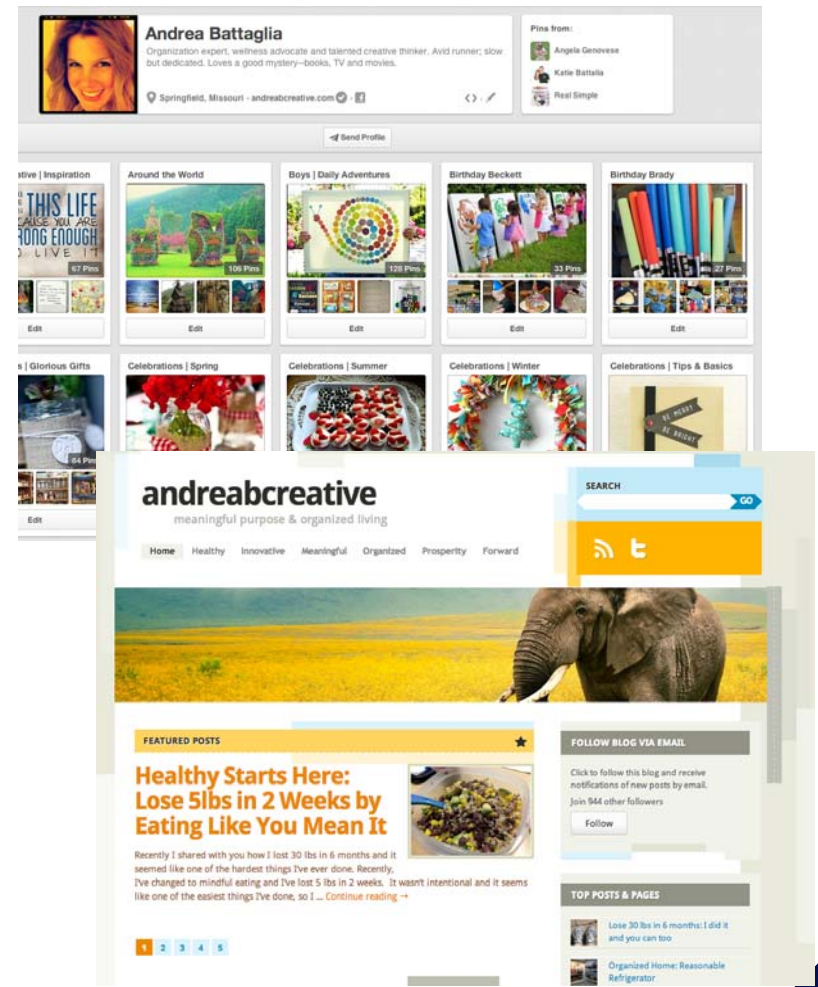 Andrea Battaglia
Organization expert, wellness advocate and talented creative thinker. Avid runner; slow
but dedicated. Loves a good mystery--books, TV and movies.
Springfield, Missouri - andreabcreative.com
Pins from:
Angela Genovese
Katie Battalia
Real Simple
Send Profile
ative | Inspiration
Around the World
Boys | Daily Adventures
Birthday Beckett
Birthday Brady
THIS LIFE
CAUSE YOU ARE
RONG ENOUGH
LIVE IT
67 Pins
106 Pins
128 Pins
33 Pins
27 Pins
Edit
Edit
Edit
Edit
Edit
s | Glorious Gifts
Celebrations | Spring
Celebrations | Summer
Celebrations | Winter
Celebrations | Tips & Basics
BE MERRY
BE BRIGHT
84 Pins
Edit
andreabcreative
meaningful purpose & organized living
SEARCH
GO
Home Healthy Innovative Meaningful Organized Prosperity Forward
FEATURED POSTS
Healthy Starts Here:
Lose 5lbs in 2 Weeks by
Eating Like You Mean It
Recently I shared with you how I lost 30 lbs in 6 months and it
seemed like one of the hardest things I've ever done. Recently,
I've changed to mindful eating and I've lost 5 lbs in 2 weeks. It wasn't intentional and it seems
like one of the easiest things I've done, so I ... Continue reading →
1 2 3 4 5
FOLLOW BLOG VIA EMAIL
Click to follow this blog and receive
notifications of new posts by email.
Join 944 other followers
Follow
TOP POSTS & PAGES
Lose 30 lbs in 6 months: I did it
and you can too
Organized Home: Reasonable
Refrigerator